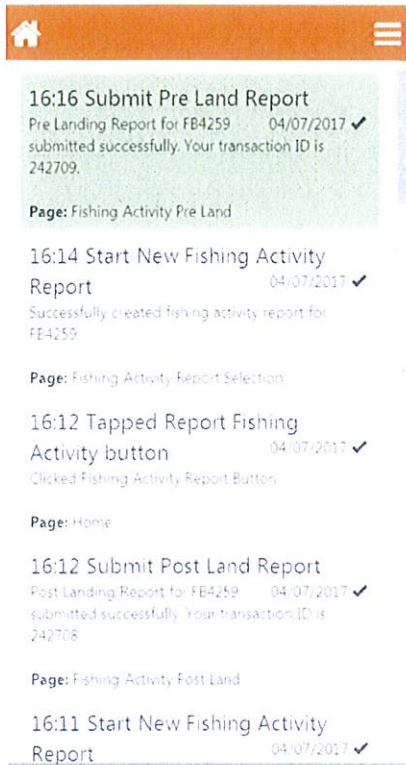 16:16 Submit Pre Land Report
Pre Landing Report for FB4259 04/07/2017 ✔
submitted successfully. Your transaction ID is
242709.
Page: Fishing Activity Pre Land
16:14 Start New Fishing Activity
Report 04/07/2017 ✔
Successfully created fishing activity report for
FB4259.
Page: Fishing Activity Report Selection
16:12 Tapped Report Fishing
Activity button 04/07/2017 ✔
Clicked Fishing Activity Report Button
Page: Home
16:12 Submit Post Land Report
Post Landing Report for FB4259 04/07/2017 ✔
submitted successfully. Your transaction ID is
242708.
Page: Fishing Activity Post Land
16:11 Start New Fishing Activity
Report 04/07/2017 ✔